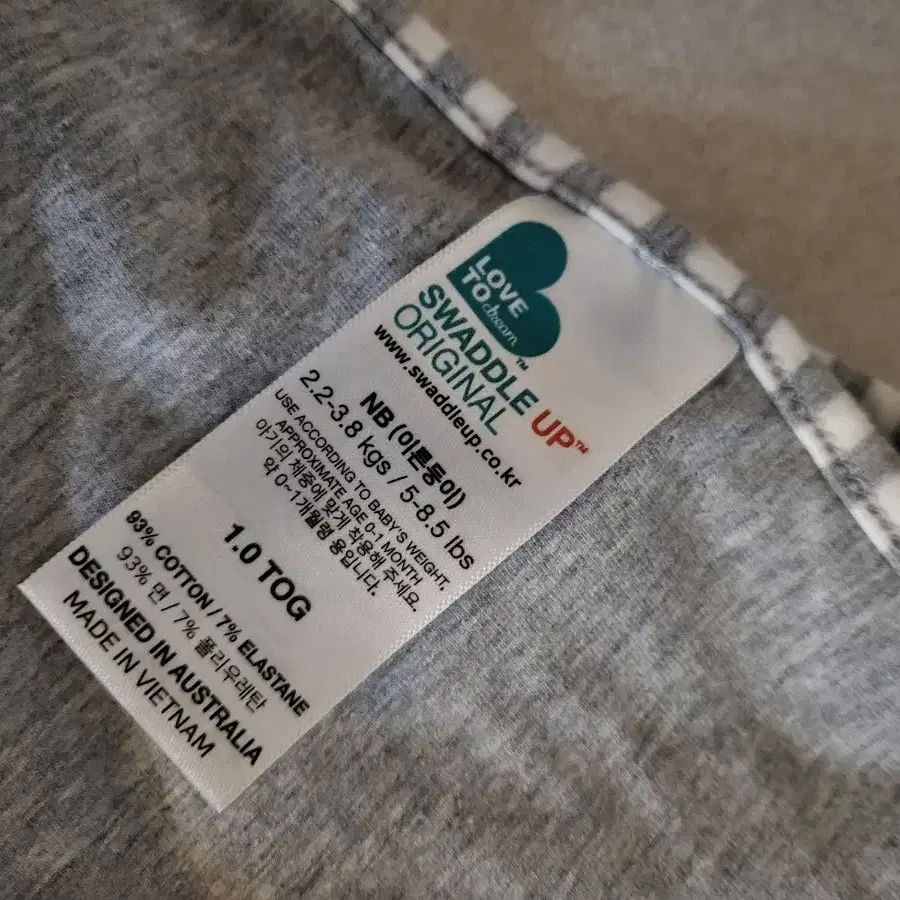 LOVE
TO dream™
SWADDLE UP™
ORIGINAL
www.swaddleup.co.kr
NB (이른둥이)
2.2-3.8 kgs / 5-8.5 lbs
USE ACCORDING TO BABY'S WEIGHT,
APPROXIMATE AGE 0-1 MONTH
아기의 체중에 맞게 착용해 주세요.
약 0~1개월령 용입니다.
1.0 TOG
93% COTTON / 7% ELASTANE
93% 면 / 7% 폴리우레탄
DESIGNED IN AUSTRALIA
MADE IN VIETNAM